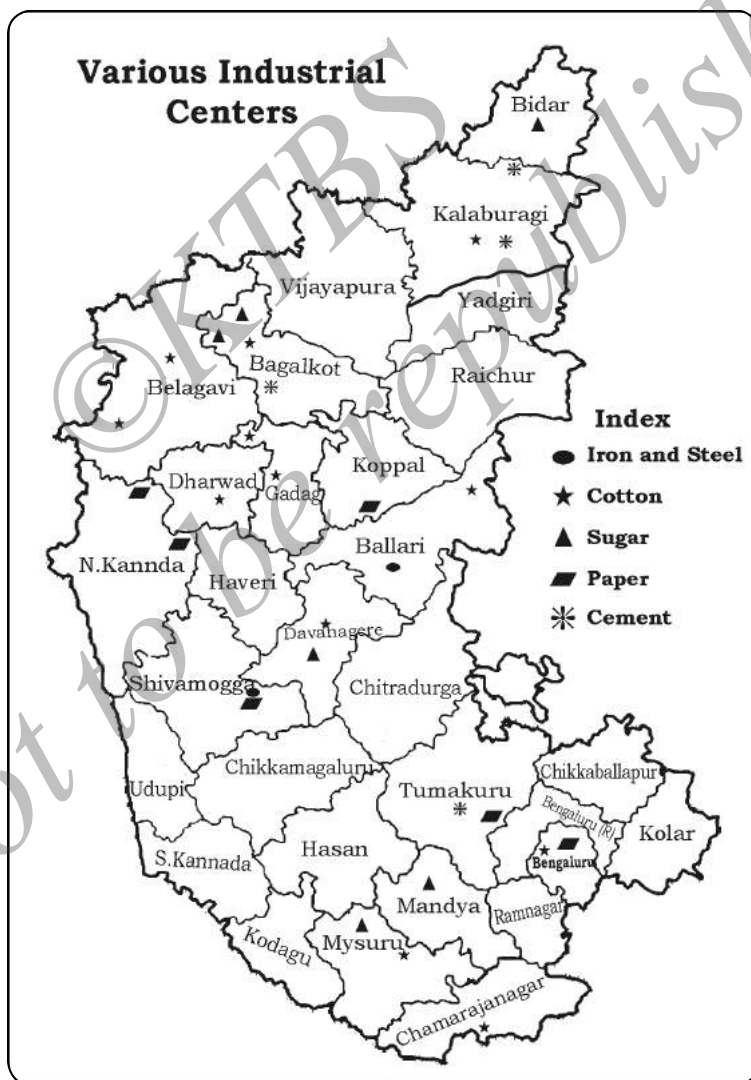 Various Industrial
Centers
Bidar
Kalaburagi
Vijayapura
Yadgiri
Bagalkot
Raichur
Belagavi
Index
Iron and Steel
Koppal
Dharwad
Gadag
Cotton
Sugar
Ballari
N.Kannda
Haveri
Paper
Cement
Davanagere
Shivamogga
Chitradurga
Chikkamagaluru
Chikkaballapur
Udupi
Tumakuru
Bengaluru (R)
Kolar
Hasan
S.Kannada
Bengaluru
Mandya
Ramnagar
Mysuru
Kodagu
Chamarajanagar
©KTBS
Not to be republished